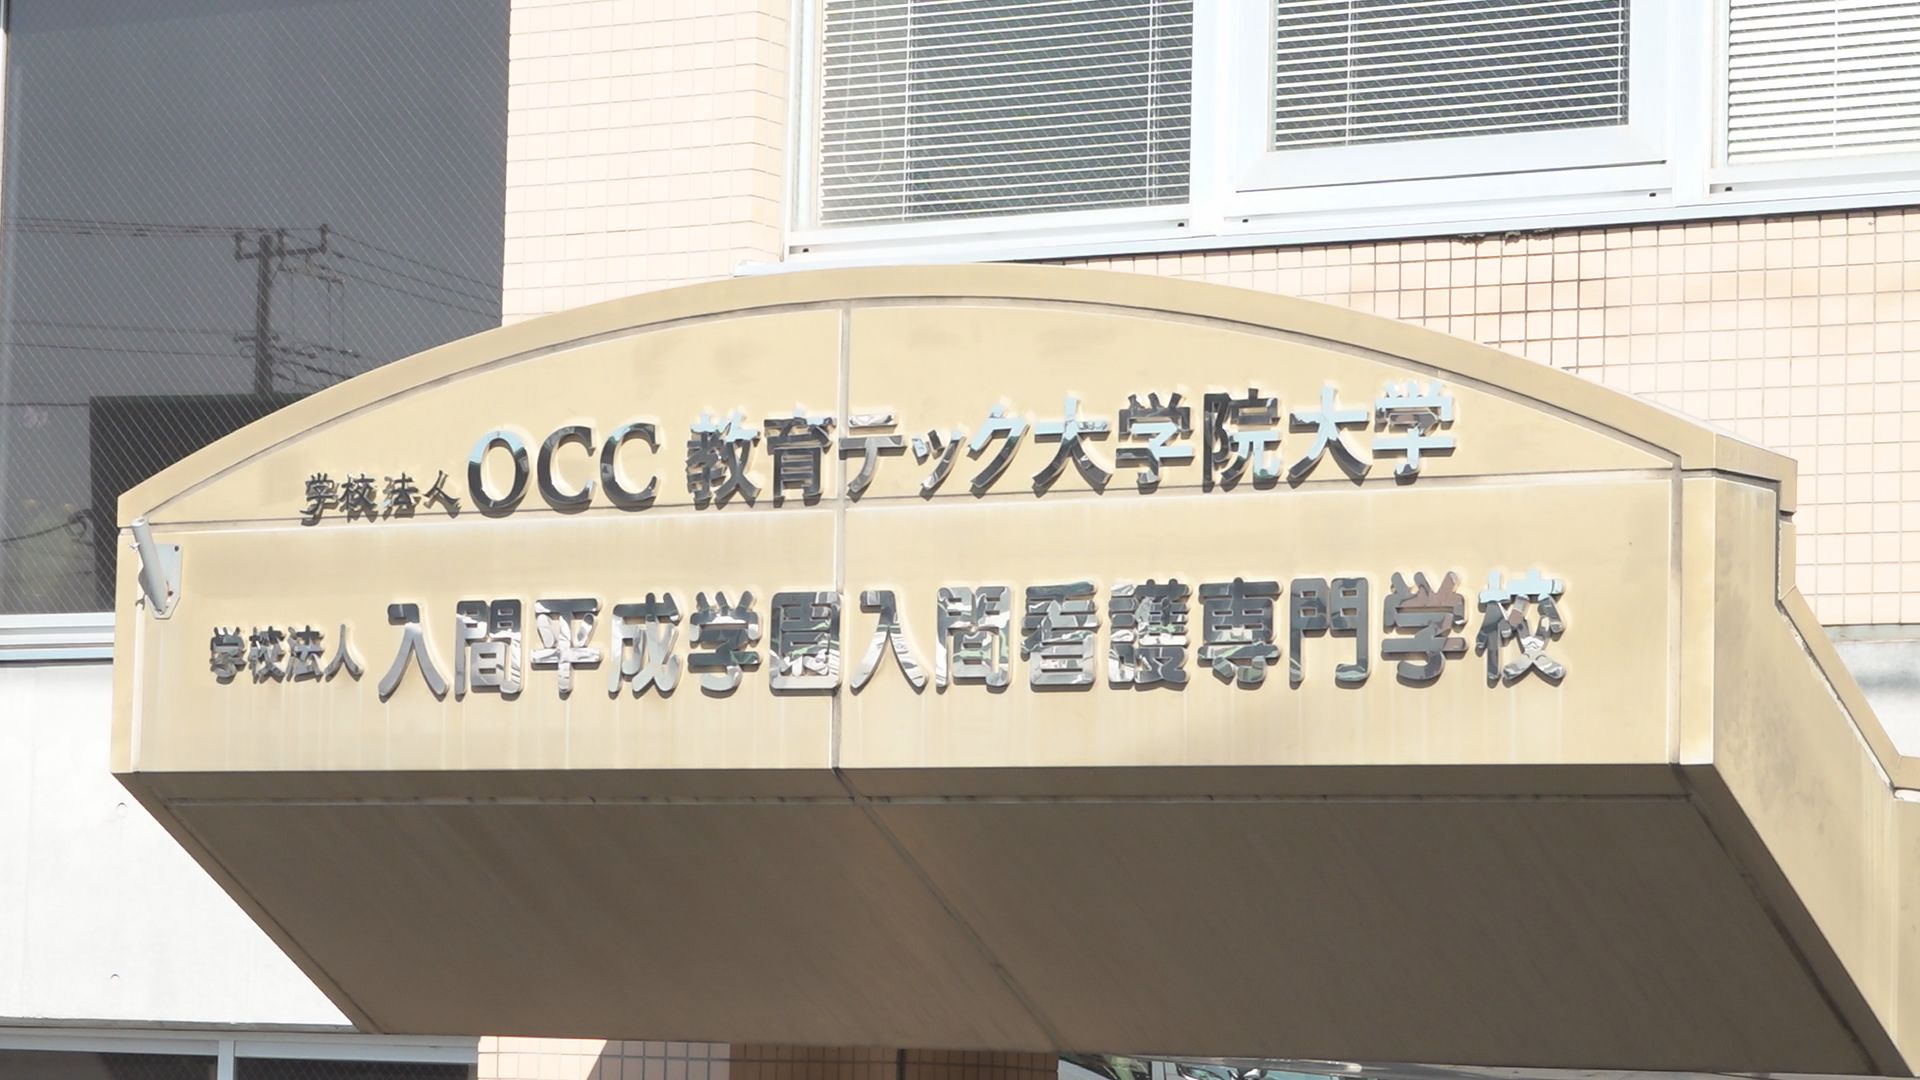 学校法人OCC 教育テック大学院大学
学校法人 入間平成学園入間看護専門学校